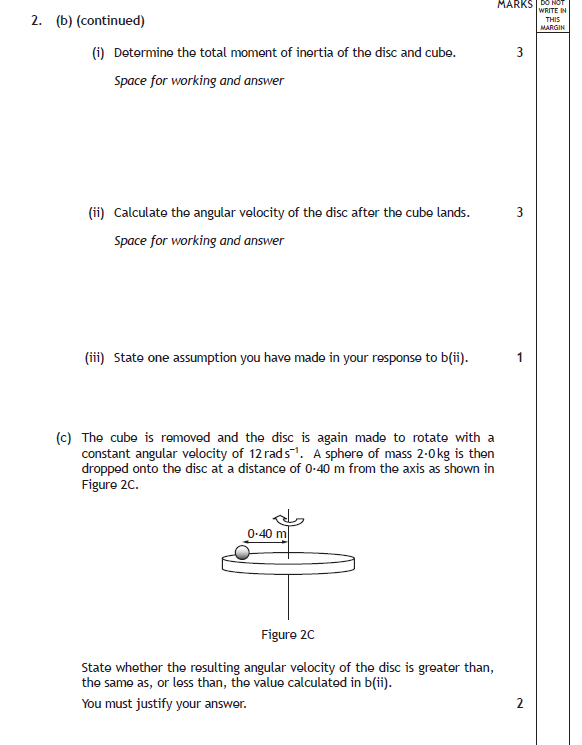 MARKS
DO NOT
WRITE IN
THIS
MARGIN
2. (b) (continued)
(i) Determine the total moment of inertia of the disc and cube. 3
Space for working and answer
(ii) Calculate the angular velocity of the disc after the cube lands. 3
Space for working and answer
(iii) State one assumption you have made in your response to b(ii). 1
(c) The cube is removed and the disc is again made to rotate with a
constant angular velocity of 12 rad s⁻¹. A sphere of mass 2·0 kg is then
dropped onto the disc at a distance of 0·40 m from the axis as shown in
Figure 2C.
0·40 m
Figure 2C
State whether the resulting angular velocity of the disc is greater than,
the same as, or less than, the value calculated in b(ii).
You must justify your answer. 2